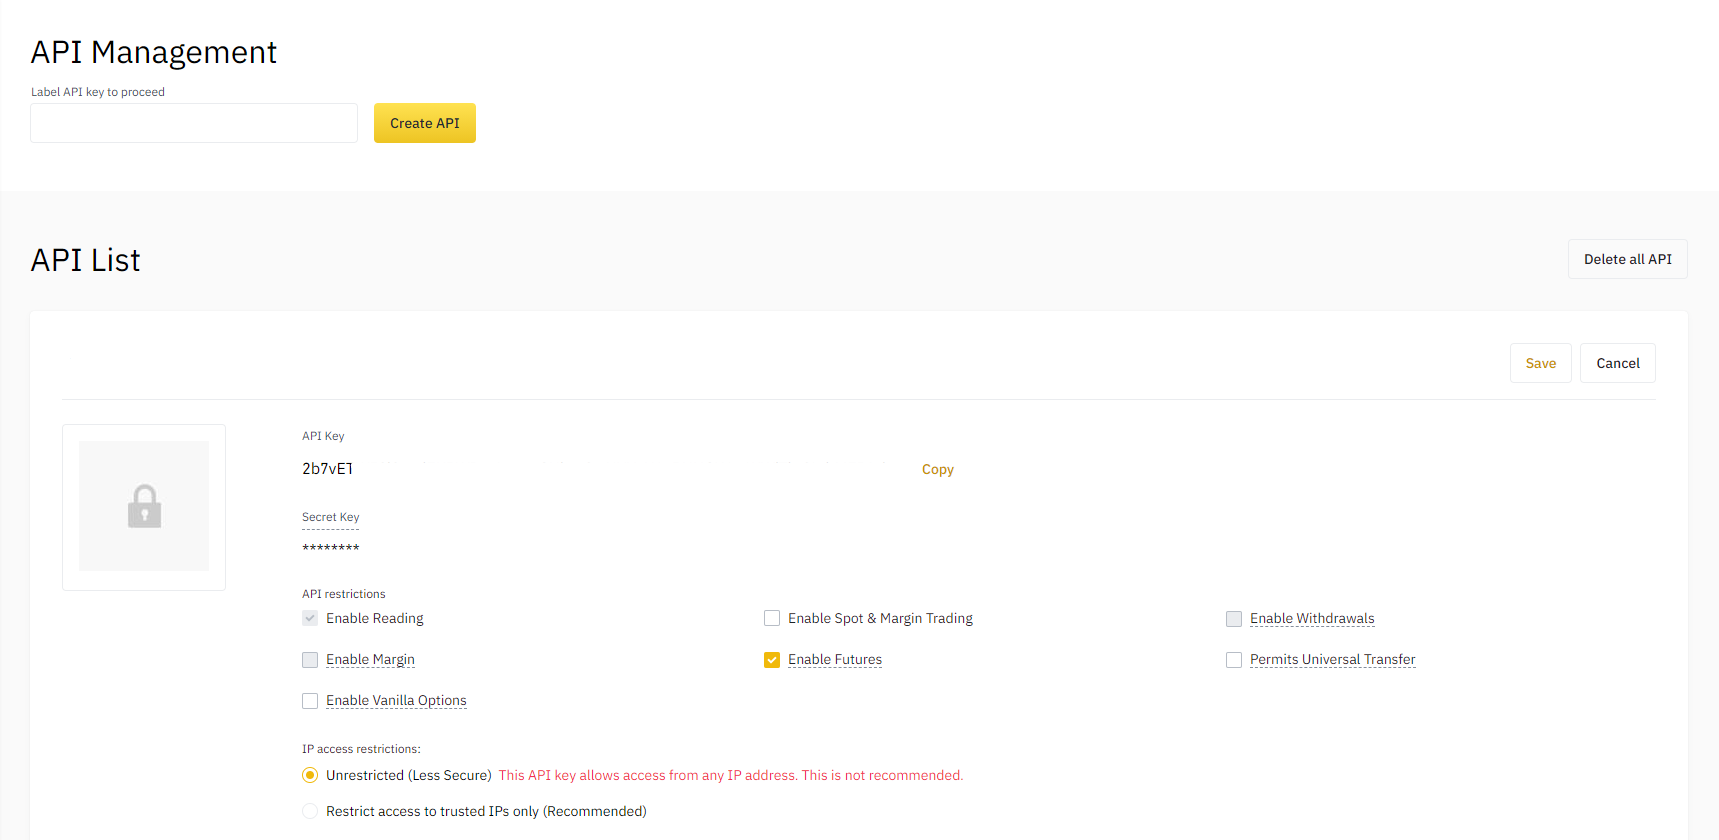 API Management
Label API key to proceed
Create API
API List
Delete all API
Save Cancel
API Key
2b7vET Copy
Secret Key
********
API restrictions
Enable Reading Enable Spot & Margin Trading Enable Withdrawals
Enable Margin Enable Futures Permits Universal Transfer
Enable Vanilla Options
IP access restrictions:
Unrestricted (Less Secure) This API key allows access from any IP address. This is not recommended.
Restrict access to trusted IPs only (Recommended)